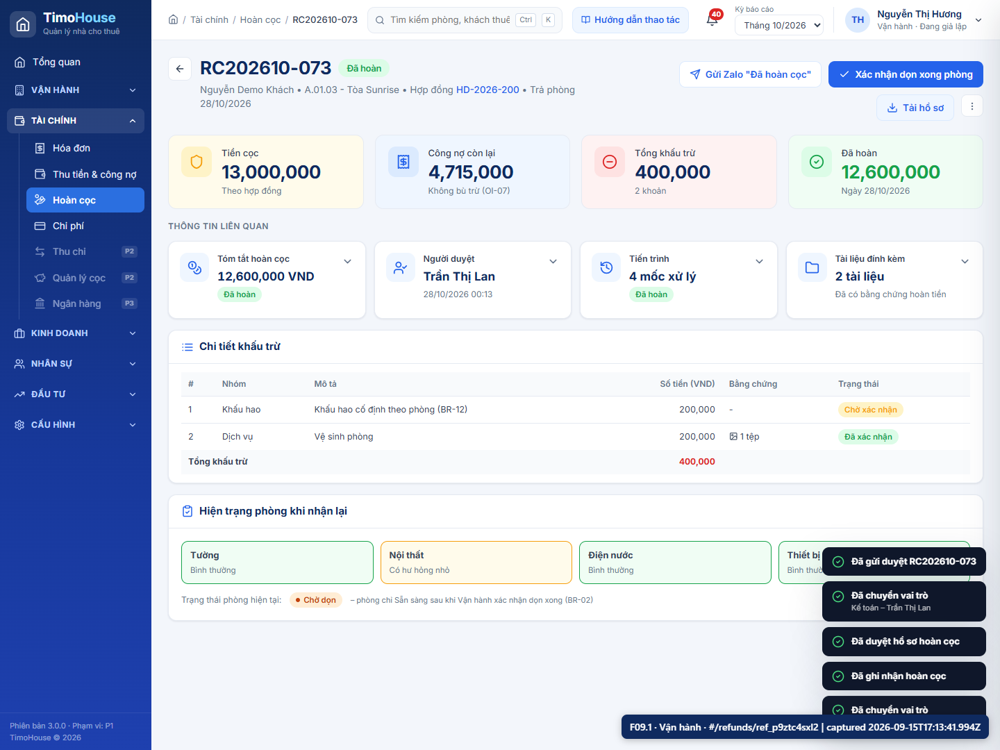 TimoHouse
Quản lý nhà cho thuê
Tổng quan
VẬN HÀNH
TÀI CHÍNH
Hóa đơn
Thu tiền & công nợ
Hoàn cọc
Chi phí
Thu chi P2
Quản lý cọc P2
Ngân hàng P3
KINH DOANH
NHÂN SỰ
ĐẦU TƯ
CẤU HÌNH
Phiên bản 3.0.0 · Phạm vi: P1
TimoHouse © 2026
/ Tài chính / Hoàn cọc / RC202610-073
Tìm kiếm phòng, khách thuê Ctrl K
Hướng dẫn thao tác
40
Kỳ báo cáo
Tháng 10/2026
TH
Nguyễn Thị Hương
Vận hành · Đang giả lập
RC202610-073 Đã hoàn
Nguyễn Demo Khách • A.01.03 - Tòa Sunrise • Hợp đồng HD-2026-200 • Trả phòng
28/10/2026
Gửi Zalo "Đã hoàn cọc"
Xác nhận dọn xong phòng
Tải hồ sơ
Tiền cọc
13,000,000
Theo hợp đồng
Công nợ còn lại
4,715,000
Không bù trừ (OI-07)
Tổng khấu trừ
400,000
2 khoản
Đã hoàn
12,600,000
Ngày 28/10/2026
THÔNG TIN LIÊN QUAN
Tóm tắt hoàn cọc
12,600,000 VND
Đã hoàn
Người duyệt
Trần Thị Lan
28/10/2026 00:13
Tiến trình
4 mốc xử lý
Đã hoàn
Tài liệu đính kèm
2 tài liệu
Đã có bằng chứng hoàn tiền
Chi tiết khấu trừ
# Nhóm Mô tả Số tiền (VND) Bằng chứng Trạng thái
1 Khấu hao Khấu hao cố định theo phòng (BR-12) 200,000 - Chờ xác nhận
2 Dịch vụ Vệ sinh phòng 200,000 1 tệp Đã xác nhận
Tổng khấu trừ 400,000
Hiện trạng phòng khi nhận lại
Tường
Bình thường
Nội thất
Có hư hỏng nhỏ
Điện nước
Bình thường
Thiết bị
Trạng thái phòng hiện tại: • Chờ dọn – phòng chỉ Sẵn sàng sau khi Vận hành xác nhận dọn xong (BR-02)
Đã gửi duyệt RC202610-073
Đã chuyển vai trò
Kế toán – Trần Thị Lan
Đã duyệt hồ sơ hoàn cọc
Đã ghi nhận hoàn cọc
Đã chuyển vai trò
F09.1 · Vận hành · #/refunds/ref_p9ztc4sxl2 | captured 2026-09-15T17:13:41.994Z